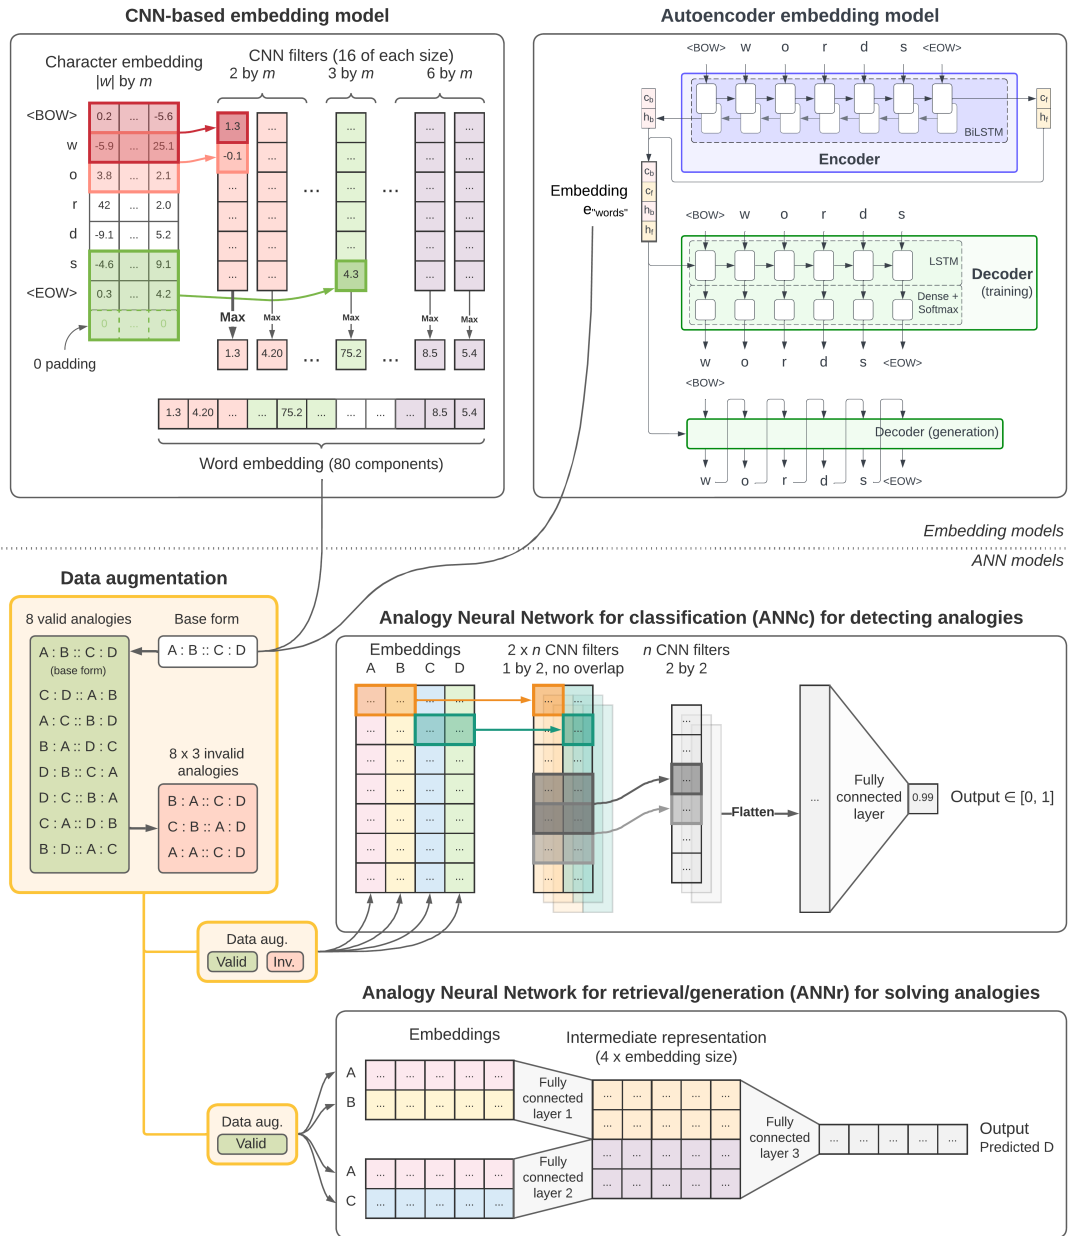 CNN-based embedding model
Character embedding
|w| by m
CNN filters (16 of each size)
2 by m
3 by m
6 by m
<BOW>
0.2 ... -5.6
w
-5.9 ... 25.1
o
3.8 ... 2.1
r
42 ... 2.0
d
-9.1 ... 5.2
s
-4.6 ... 9.1
<EOW>
0.3 ... 4.2
0 ... 0
0 padding
1.3 ... ... ... ...
-0.1 ... ... ... ...
... ... ... ... ... ... ...
... ... ... ... ...
... ... ... ... ...
... ... 4.3 ... ...
Max Max Max Max Max
1.3 4.20 ... 75.2 ... 8.5 5.4
1.3 4.20 ... ... 75.2 ... ... ... ... 8.5 5.4
Word embedding (80 components)
Autoencoder embedding model
<BOW> w o r d s <EOW>
c_b
h_b
c_f
h_f
BiLSTM
Encoder
Embedding
e"words"
c_b
c_f
h_b
h_f
<BOW> w o r d s
LSTM
Decoder
(training)
Dense +
Softmax
w o r d s <EOW>
<BOW>
Decoder (generation)
w o r d s <EOW>
Embedding models
ANN models
Data augmentation
8 valid analogies
Base form
A : B :: C : D
A : B :: C : D
(base form)
C : D :: A : B
A : C :: B : D
B : A :: D : C
D : B :: C : A
D : C :: B : A
C : A :: D : B
B : D :: A : C
8 x 3 invalid
analogies
B : A :: C : D
C : B :: A : D
A : A :: C : D
Data aug.
Valid Inv.
Analogy Neural Network for classification (ANNc) for detecting analogies
Embeddings
A B C D
2 x n CNN filters
1 by 2, no overlap
n CNN filters
2 by 2
... ... ... ... ... ... ...
... ... ... ... ... ... ...
... ... ... ... ... ... ...
... ... ... ... ... ... ...
... ... ... ... ... ... ...
... ... ... ... ... ... ...
... ... ... ... ... ...
Flatten
...
Fully
connected
layer
0.99
Output ∈ [0, 1]
Analogy Neural Network for retrieval/generation (ANNr) for solving analogies
Data aug.
Valid
Embeddings
A
... ... ... ... ...
B
... ... ... ... ...
A
... ... ... ... ...
C
... ... ... ... ...
Fully
connected
layer 1
Fully
connected
layer 2
Intermediate representation
(4 x embedding size)
... ... ... ... ...
... ... ... ... ...
... ... ... ... ...
... ... ... ... ...
Fully
connected
layer 3
... ... ... ... ...
Output
Predicted D